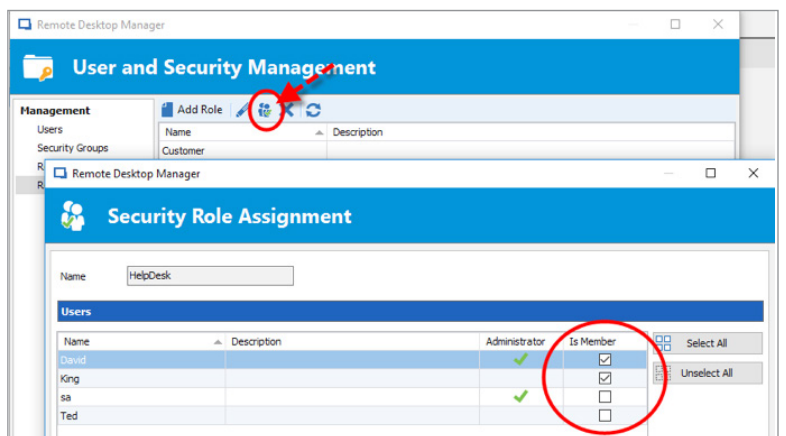 Remote Desktop Manager
User and Security Management
Management
Add Role
Users
Name Description
Security Groups
Customer
R
Remote Desktop Manager
R
Security Role Assignment
Name HelpDesk
Users
Name Description Administrator Is Member
Select All
David
King
Unselect All
sa
Ted